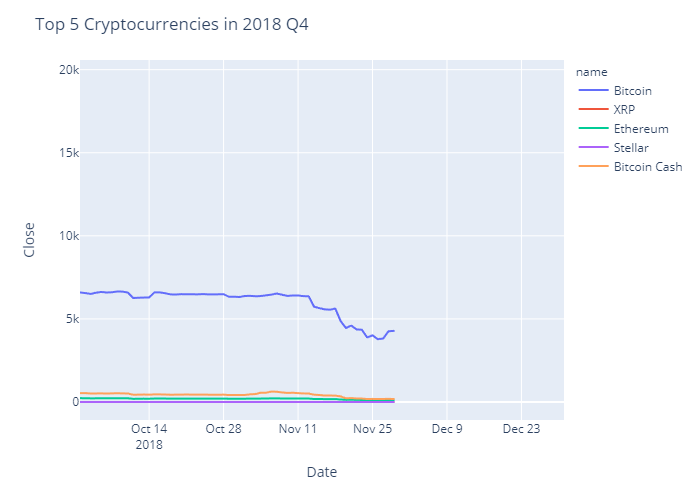 Top 5 Cryptocurrencies in 2018 Q4
name
Bitcoin
XRP
Ethereum
Stellar
Bitcoin Cash
Close
20k
15k
10k
5k
0
Oct 14
2018
Oct 28
Nov 11
Nov 25
Dec 9
Dec 23
Date